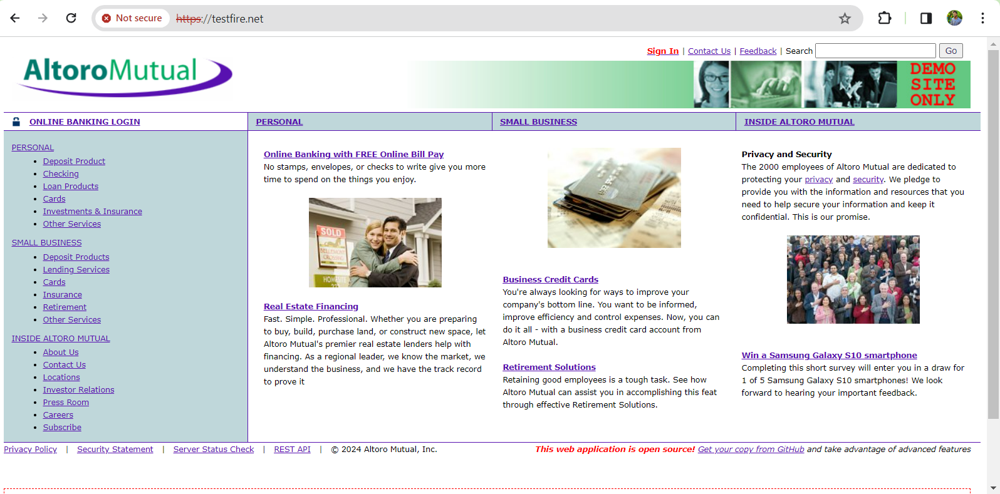 Not secure https://testfire.net
Sign In | Contact Us | Feedback | Search Go
AltoroMutual
DEMO
SITE
ONLY
ONLINE BANKING LOGIN
PERSONAL
SMALL BUSINESS
INSIDE ALTORO MUTUAL
PERSONAL
Deposit Product
Checking
Loan Products
Cards
Investments & Insurance
Other Services
SMALL BUSINESS
Deposit Products
Lending Services
Cards
Insurance
Retirement
Other Services
INSIDE ALTORO MUTUAL
About Us
Contact Us
Locations
Investor Relations
Press Room
Careers
Subscribe
Online Banking with FREE Online Bill Pay
No stamps, envelopes, or checks to write give you more
time to spend on the things you enjoy.
SOLD
Real Estate Financing
Fast. Simple. Professional. Whether you are preparing
to buy, build, purchase land, or construct new space, let
Altoro Mutual's premier real estate lenders help with
financing. As a regional leader, we know the market, we
understand the business, and we have the track record
to prove it
Business Credit Cards
You're always looking for ways to improve your
company's bottom line. You want to be informed,
improve efficiency and control expenses. Now, you can
do it all - with a business credit card account from
Altoro Mutual.
Retirement Solutions
Retaining good employees is a tough task. See how
Altoro Mutual can assist you in accomplishing this feat
through effective Retirement Solutions.
Privacy and Security
The 2000 employees of Altoro Mutual are dedicated to
protecting your privacy and security. We pledge to
provide you with the information and resources that you
need to help secure your information and keep it
confidential. This is our promise.
Win a Samsung Galaxy S10 smartphone
Completing this short survey will enter you in a draw for
1 of 5 Samsung Galaxy S10 smartphones! We look
forward to hearing your important feedback.
Privacy Policy | Security Statement | Server Status Check | REST API | © 2024 Altoro Mutual, Inc.
This web application is open source! Get your copy from GitHub and take advantage of advanced features